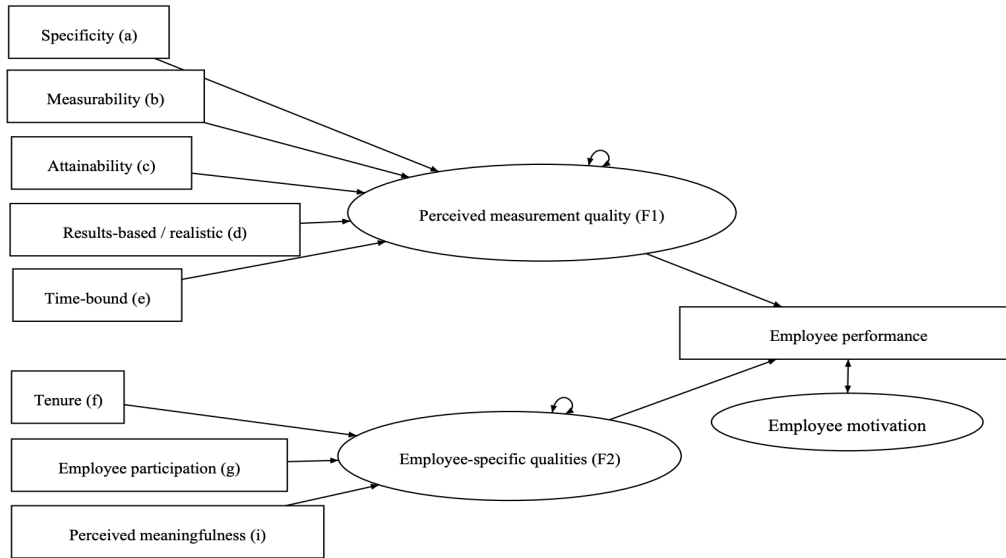 Specificity (a)
Measurability (b)
Attainability (c)
Perceived measurement quality (F1)
Results-based / realistic (d)
Time-bound (e)
Employee performance
Tenure (f)
Employee motivation
Employee participation (g)
Employee-specific qualities (F2)
Perceived meaningfulness (i)